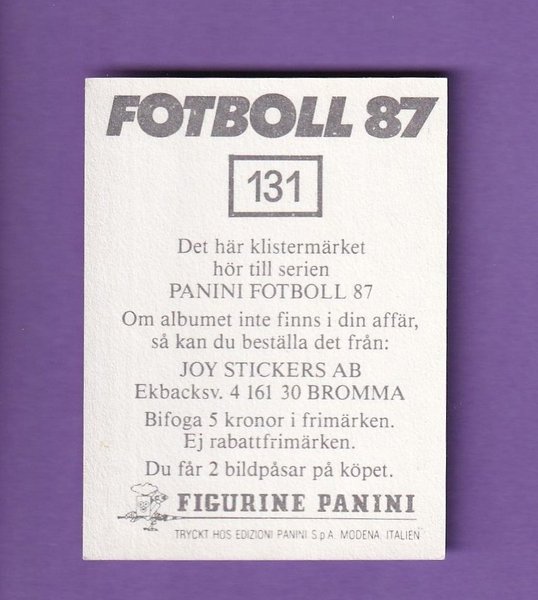 FOTBOLL 87
131
Det här klistermärket
hör till serien
PANINI FOTBOLL 87
Om albumet inte finns i din affär,
så kan du beställa det från:
JOY STICKERS AB
Ekbacksv. 4 161 30 BROMMA
Bifoga 5 kronor i frimärken.
Ej rabattfrimärken.
Du får 2 bildpåsar på köpet.
FIGURINE PANINI
TRYCKT HOS EDIZIONI PANINI S.p.A. MODENA, ITALIEN